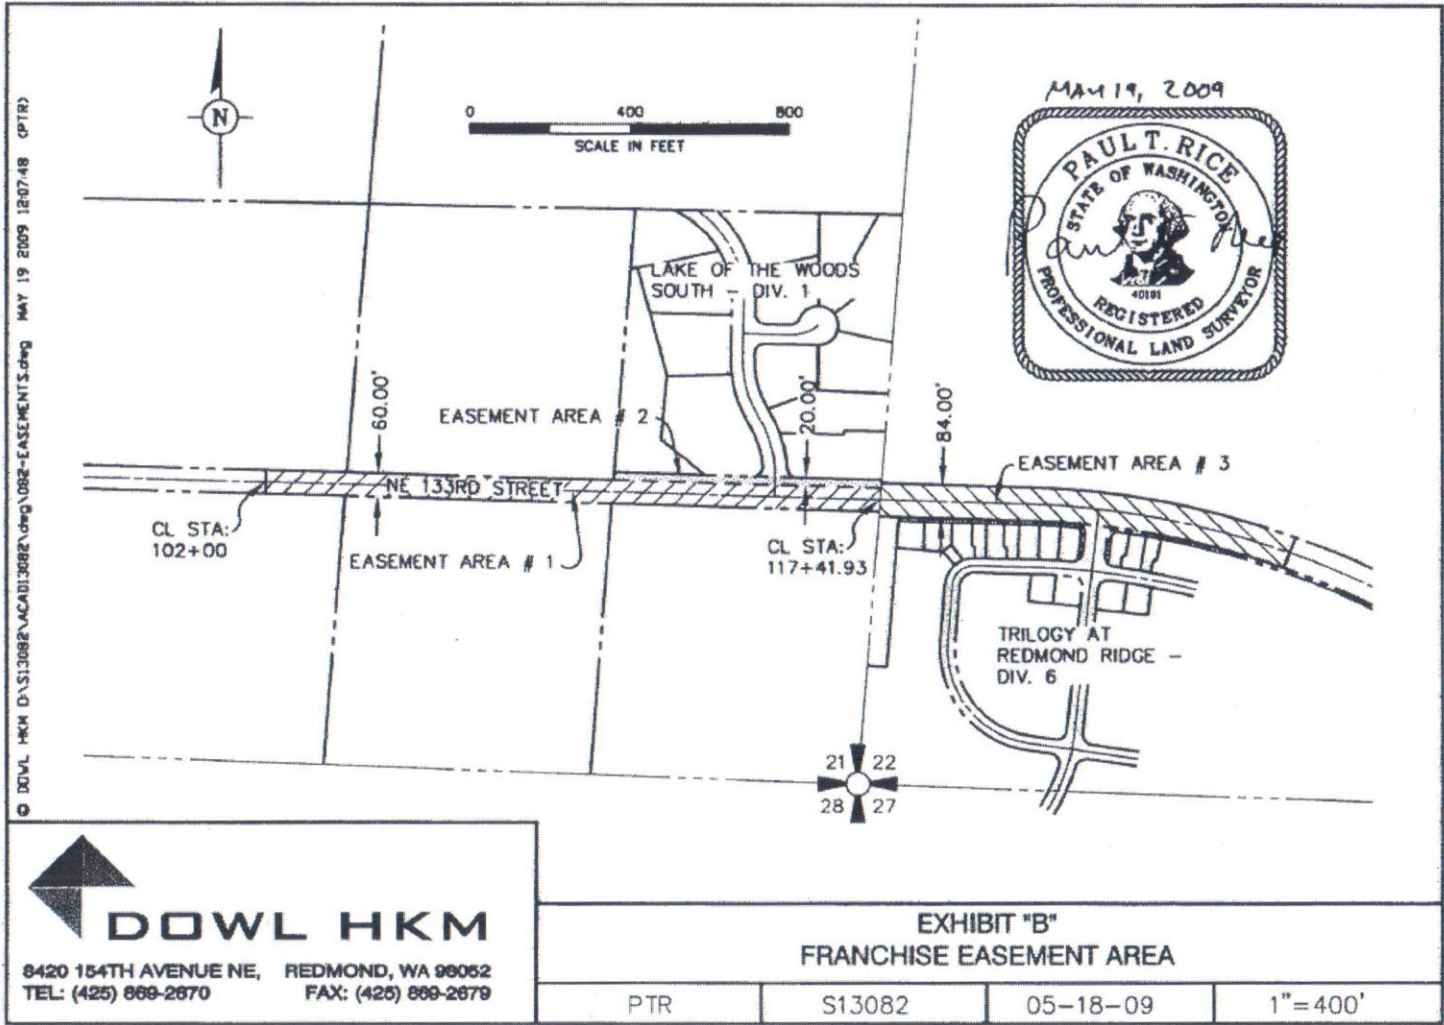 © DOWL HKM D:\S13082\ACAD13082\dwg\082-EASEMENTS.dwg MAY 19 2009 12:07:48 (PTR)
N
0 400 800
SCALE IN FEET
MAY 19, 2009
PAUL T. RICE
STATE OF WASHINGTON
40191
REGISTERED
PROFESSIONAL LAND SURVEYOR
LAKE OF THE WOODS
SOUTH - DIV. 1
60.00'
EASEMENT AREA # 2
20.00'
84.00'
EASEMENT AREA # 3
NE 133RD STREET
CL STA:
102+00
EASEMENT AREA # 1
CL STA:
117+41.93
TRILOGY AT
REDMOND RIDGE -
DIV. 6
21 22
28 27
DOWL HKM
8420 154TH AVENUE NE, REDMOND, WA 98052
TEL: (425) 869-2670 FAX: (425) 869-2679
EXHIBIT "B"
FRANCHISE EASEMENT AREA
PTR S13082 05-18-09 1"=400'